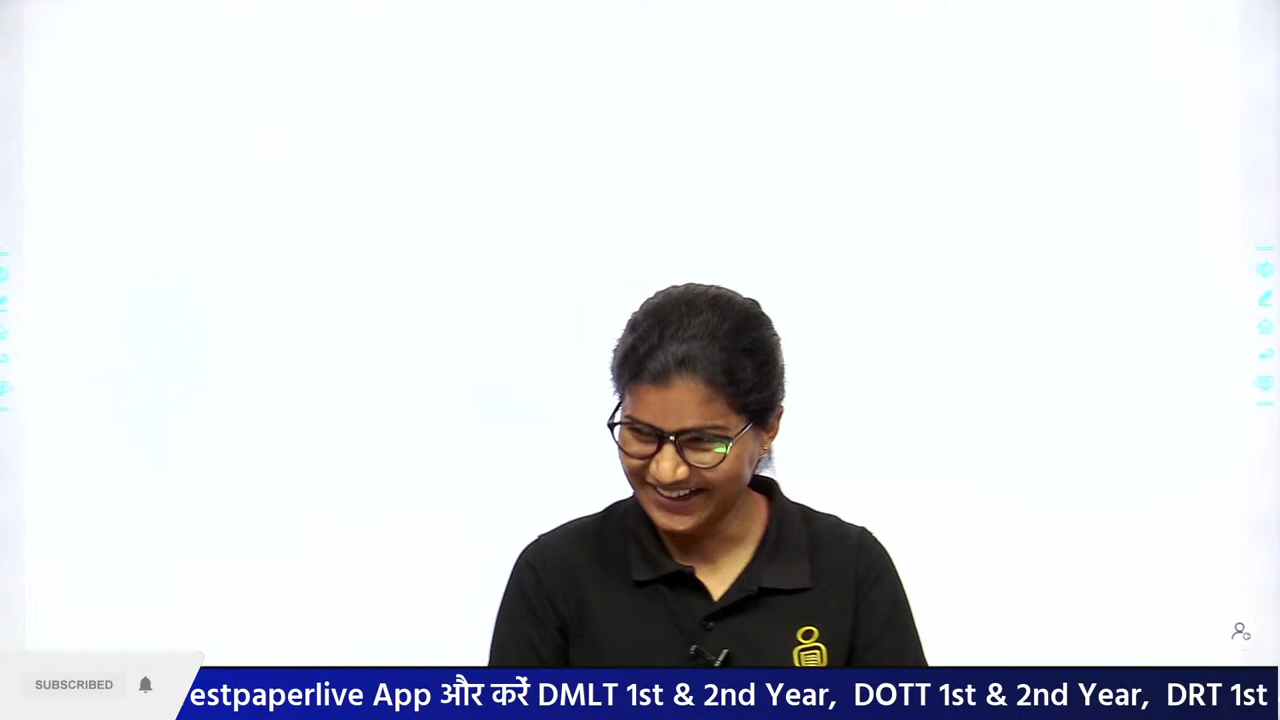 SUBSCRIBED
estpaperlive App और करें DMLT 1st & 2nd Year, DOTT 1st & 2nd Year, DRT 1st